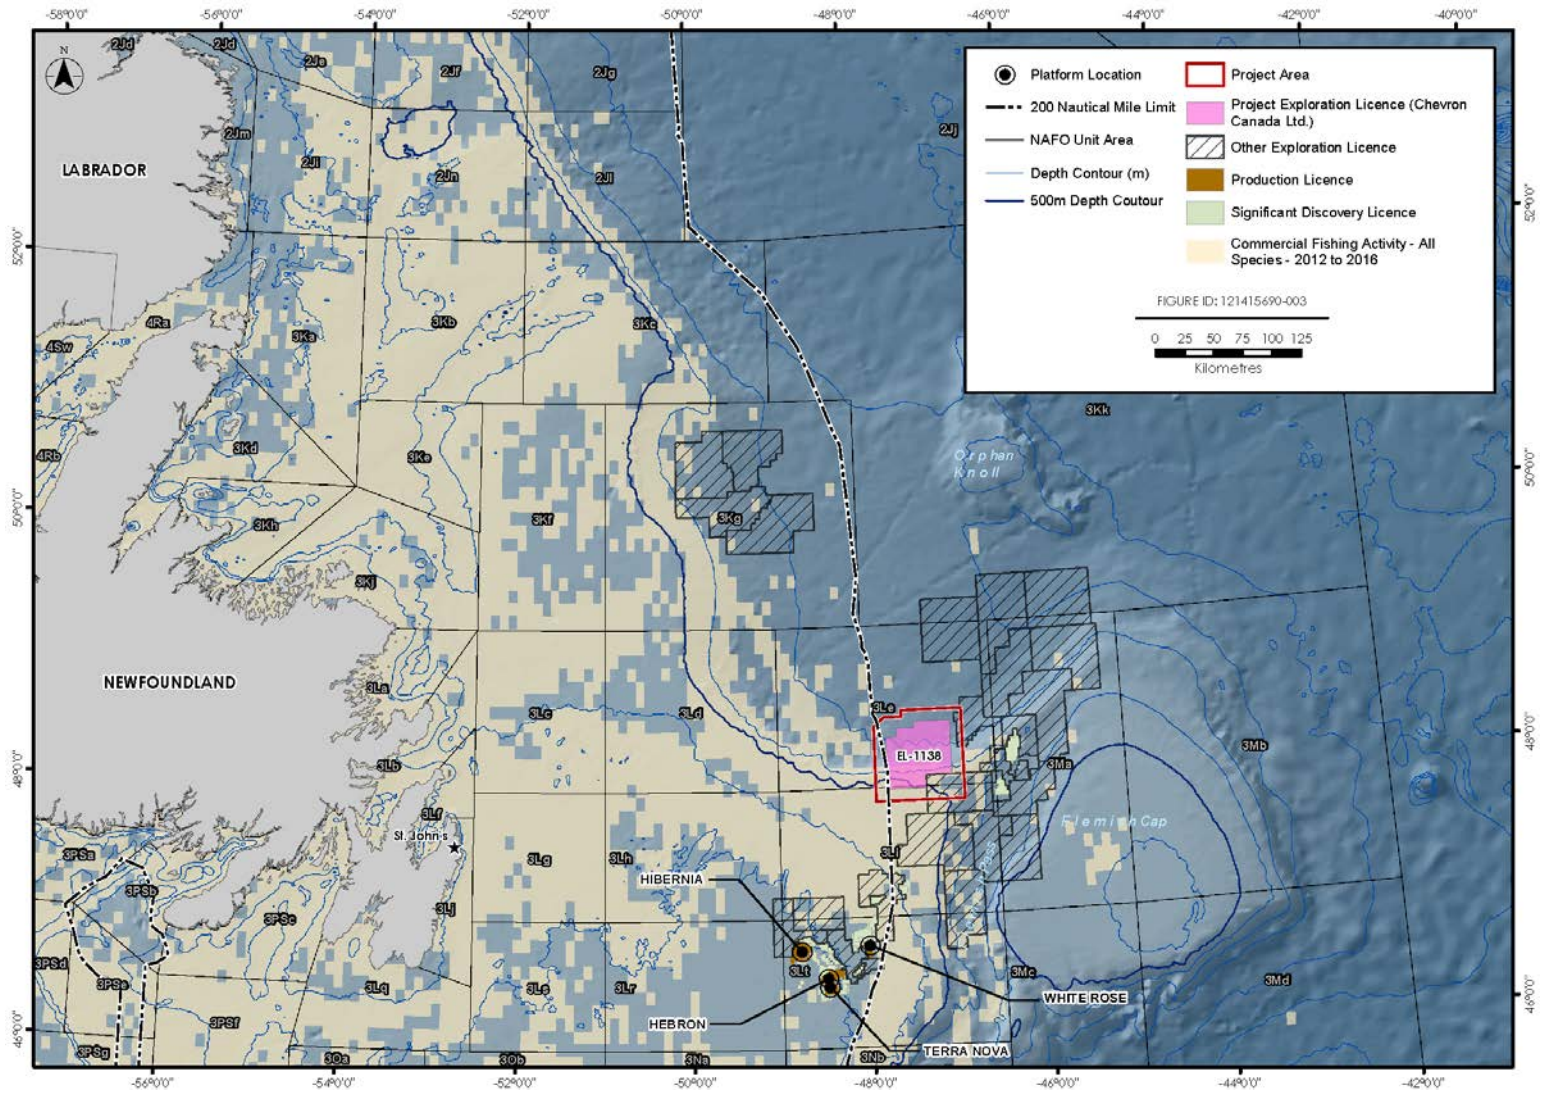 -58°0'0" -56°0'0" -54°0'0" -52°0'0" -50°0'0" -48°0'0" -46°0'0" -44°0'0" -42°0'0" -40°0'0"
N
2Jd 2Jd 2Je 2Jf 2Jg
2Jm 2Jj
LABRADOR
2Ji 2Jn 2Jl
52°0'0" 52°0'0"
Platform Location
200 Nautical Mile Limit
NAFO Unit Area
Depth Contour (m)
500m Depth Contour
Project Area
Project Exploration Licence (Chevron
Canada Ltd.)
Other Exploration Licence
Production Licence
Significant Discovery Licence
Commercial Fishing Activity - All
Species - 2012 to 2016
FIGURE ID: 121415690-003
0 25 50 75 100 125
Kilometres
4Ra 3Ka 3Kb 3Kc
4Sw
3Kk
4Rb 3Kd 3Ke
Orphan
Knoll
50°0'0" 50°0'0"
3Kh 3Kf 3Kg
3Kj
NEWFOUNDLAND
3La 3Lc 3Ld 3Le
48°0'0" 48°0'0"
3Lb EL-1138 3Ma 3Mb
3Lf
St. John's
Flemish Cap
Pass
3PSa 3Lg 3Lh 3Li
HIBERNIA
3PSb 3PSc 3Lj
3PSd 3PSe 3Lq 3Ls 3Lr 3Lt 3Mc 3Md
WHITE ROSE
46°0'0" 46°0'0"
3PSf HEBRON
3PSg 3Oa 3Ob 3Na 3Nb TERRA NOVA
-56°0'0" -54°0'0" -52°0'0" -50°0'0" -48°0'0" -46°0'0" -44°0'0" -42°0'0"